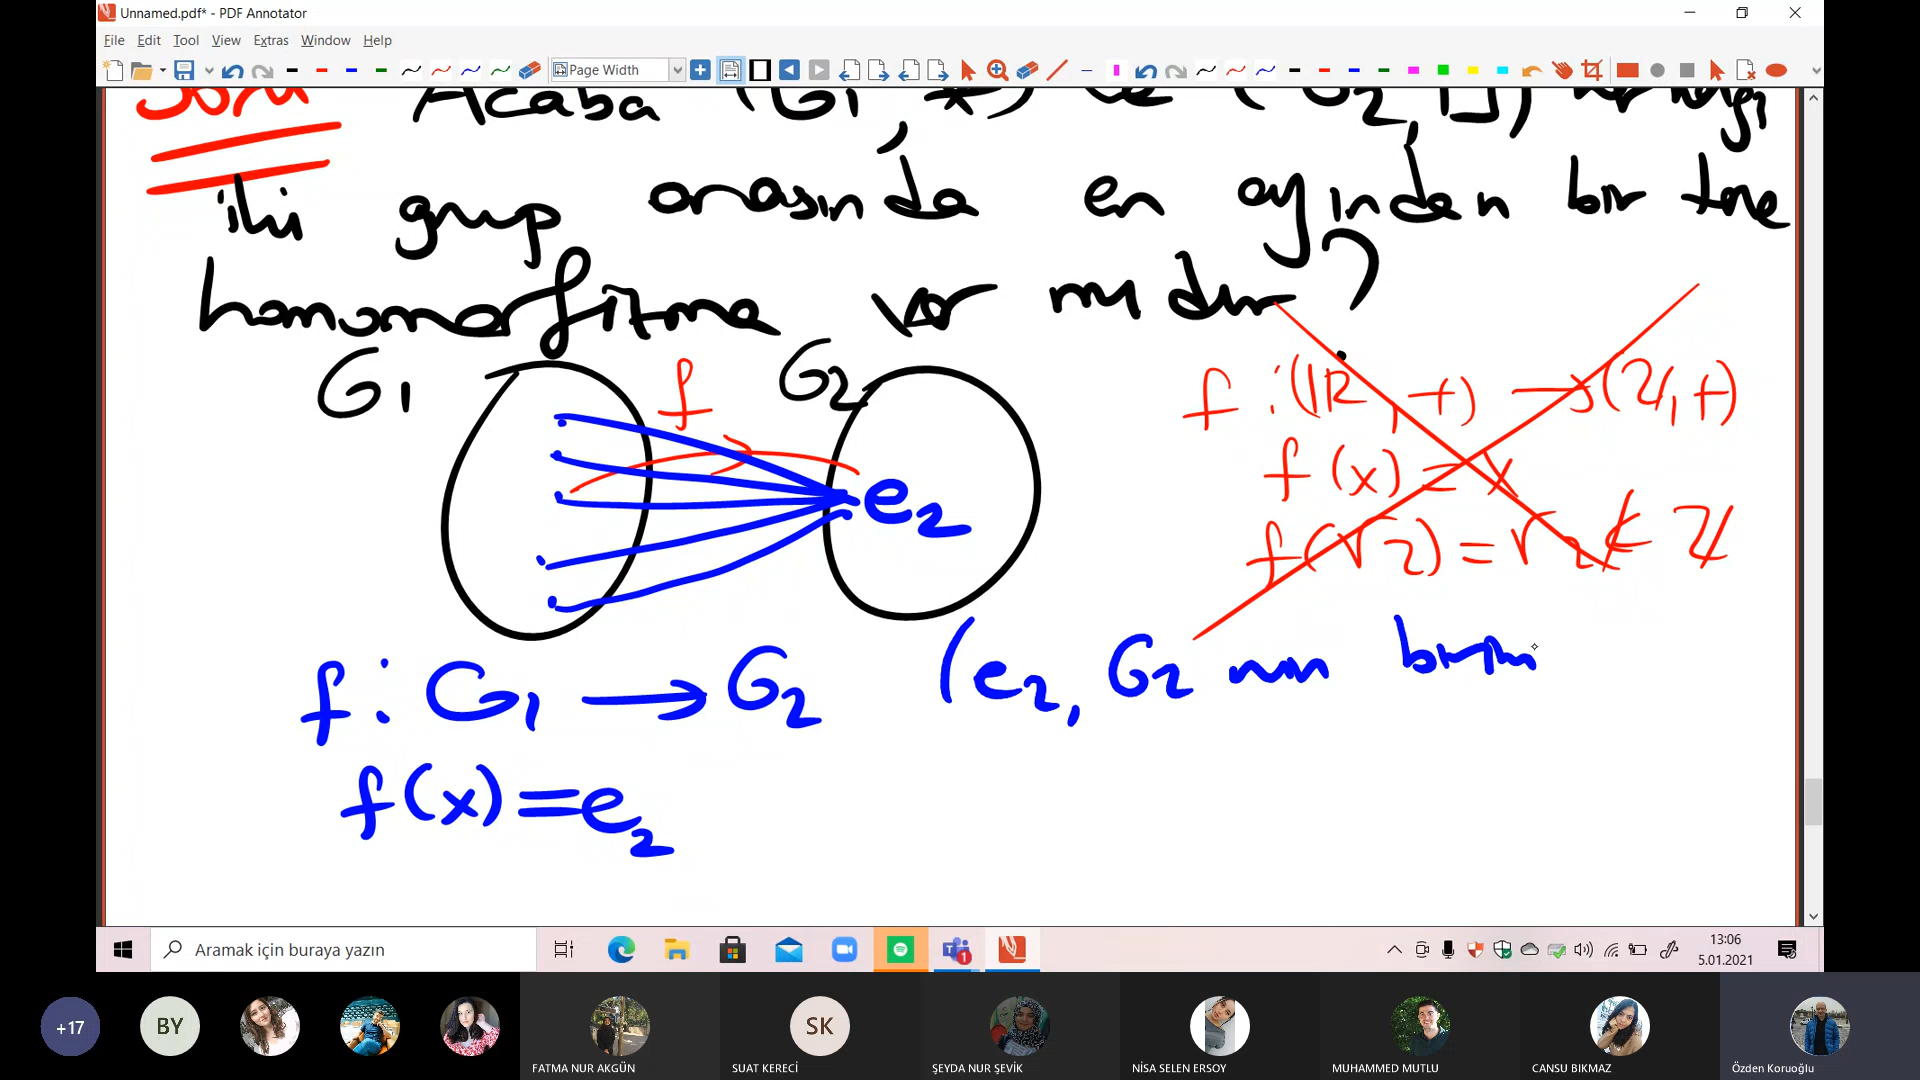 Unnamed.pdf* - PDF Annotator
File Edit Tool View Extras Window Help
Page Width
Soru Acaba (G1, *) ve (G2, □) herhangi
iki grup arasında en azından bir tane
homomorfizma var mıdır?
G1 f G2
e2
f : (IR, +) → (Z, +)
f(x) = x
f(√2) = √2 ∉ Z
f : G1 → G2 (e2, G2 nin birim
f(x) = e2
Aramak için buraya yazın
1
13:06
5.01.2021
+17
BY
SK
FATMA NUR AKGÜN
SUAT KERECİ
ŞEYDA NUR ŞEVİK
NİSA SELEN ERSOY
MUHAMMED MUTLU
CANSU BIKMAZ
Özden Koruoğlu